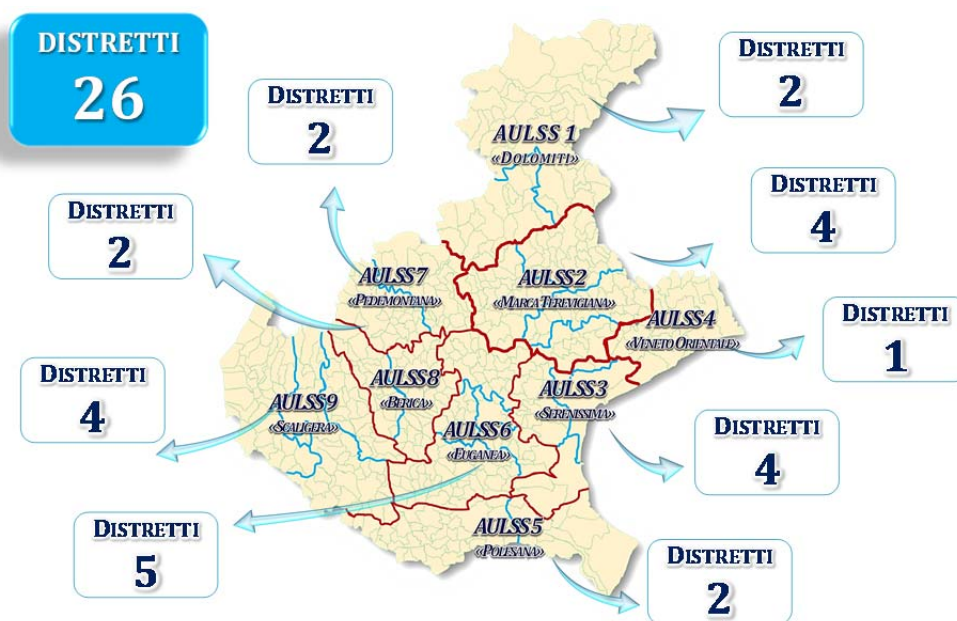 DISTRETTI
26
DISTRETTI
2
DISTRETTI
2
AULSS 1
«DOLOMITI»
DISTRETTI
2
DISTRETTI
4
AULSS7
«PEDEMONTANA»
AULSS2
«MARCA TEREVIGIANA»
AULSS4
«VENETO ORIENTALE»
DISTRETTI
1
DISTRETTI
4
AULSS9
«SCALIGERA»
AULSS8
«BERICA»
AULSS3
«SERENISSIMA»
AULSS6
«EUGANEA»
DISTRETTI
4
DISTRETTI
5
AULSS5
«POLESANA»
DISTRETTI
2